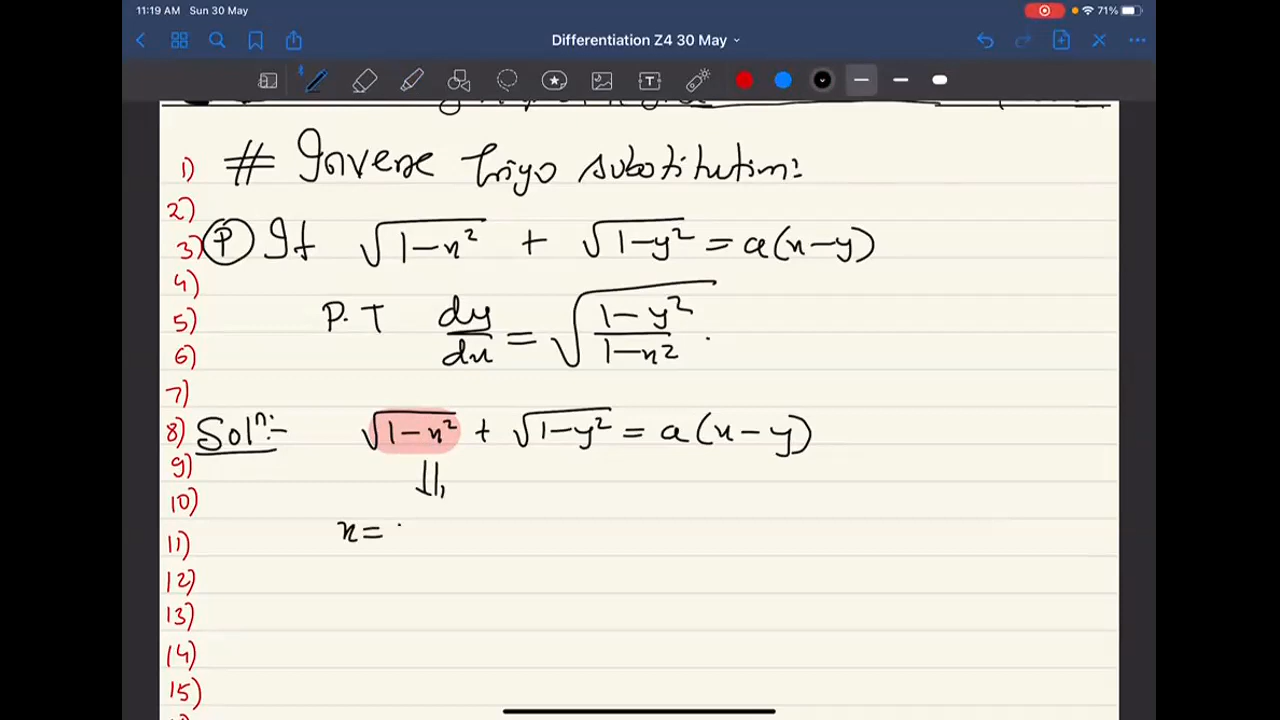 11:19 AM Sun 30 May 71%
Differentiation Z4 30 May
# Inverse Trigo substitution:
(P) If √(1-x²) + √(1-y²) = a(x-y)
P.T dy/dx = √((1-y²)/(1-x²)).
Solⁿ:- √(1-x²) + √(1-y²) = a(x-y)
⇓
x =
1)
2)
3)
4)
5)
6)
7)
8)
9)
10)
11)
12)
13)
14)
15)